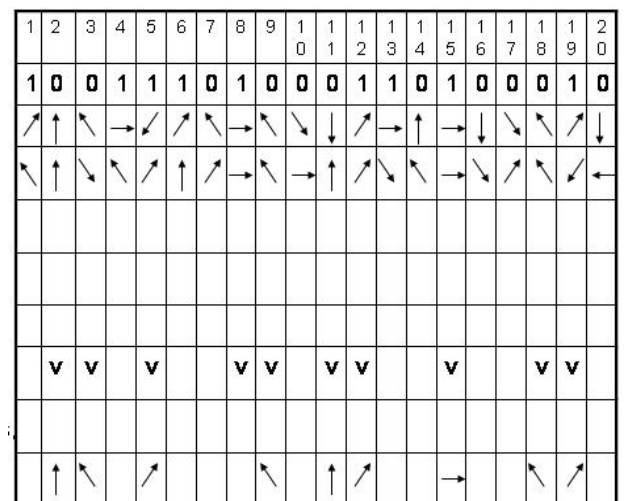 1 2 3 4 5 6 7 8 9 10 11 12 13 14 15 16 17 18 19 20
1 0 0 1 1 1 0 1 0 0 0 1 1 0 1 0 0 0 1 0
↗ ↑ ↖ → ↙ ↗ ↖ → ↖ ↘ ↓ ↗ → ↑ → ↓ ↘ ↖ ↗ ↓
↖ ↑ ↘ ↖ ↗ ↑ ↗ → ↖ → ↑ ↗ ↘ ↖ → ↘ ↗ ↖ ↙ ←
v v v v v v v v v v
↑ ↖ ↗ ↖ ↑ ↗ → ↖ ↗